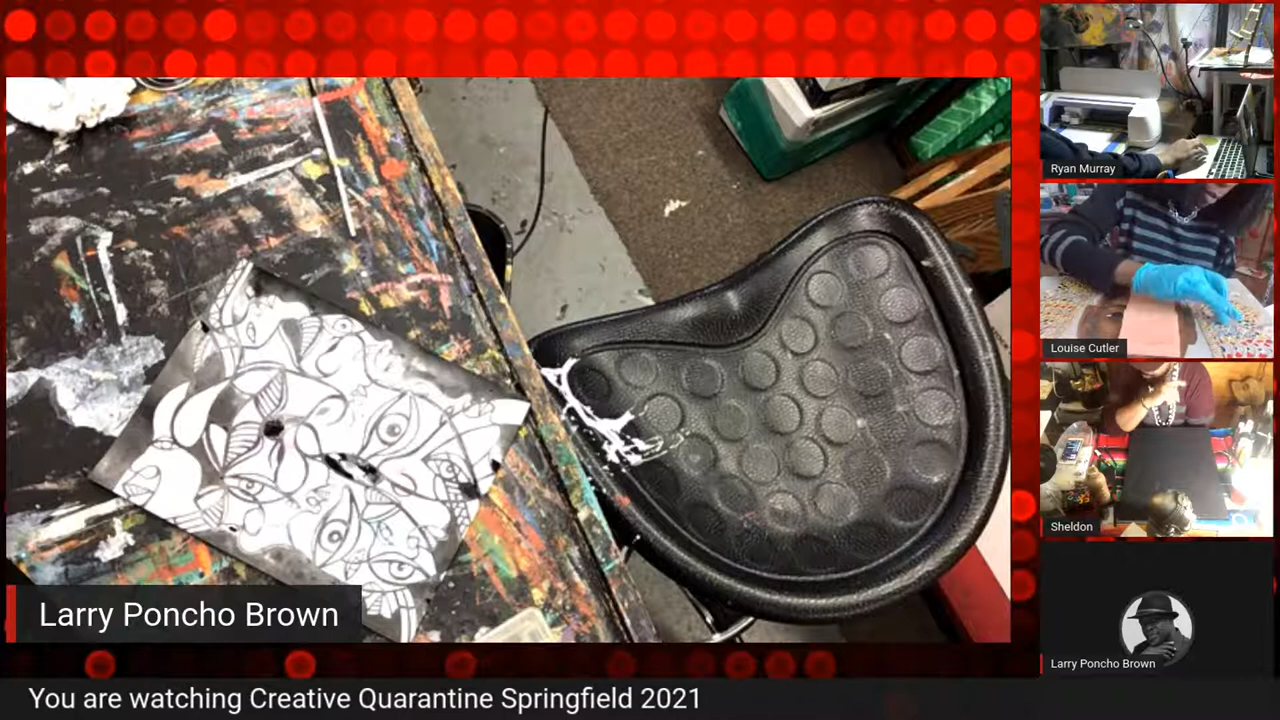 Ryan Murray
Louise Cutler
Sheldon
Larry Poncho Brown
Larry Poncho Brown
You are watching Creative Quarantine Springfield 2021